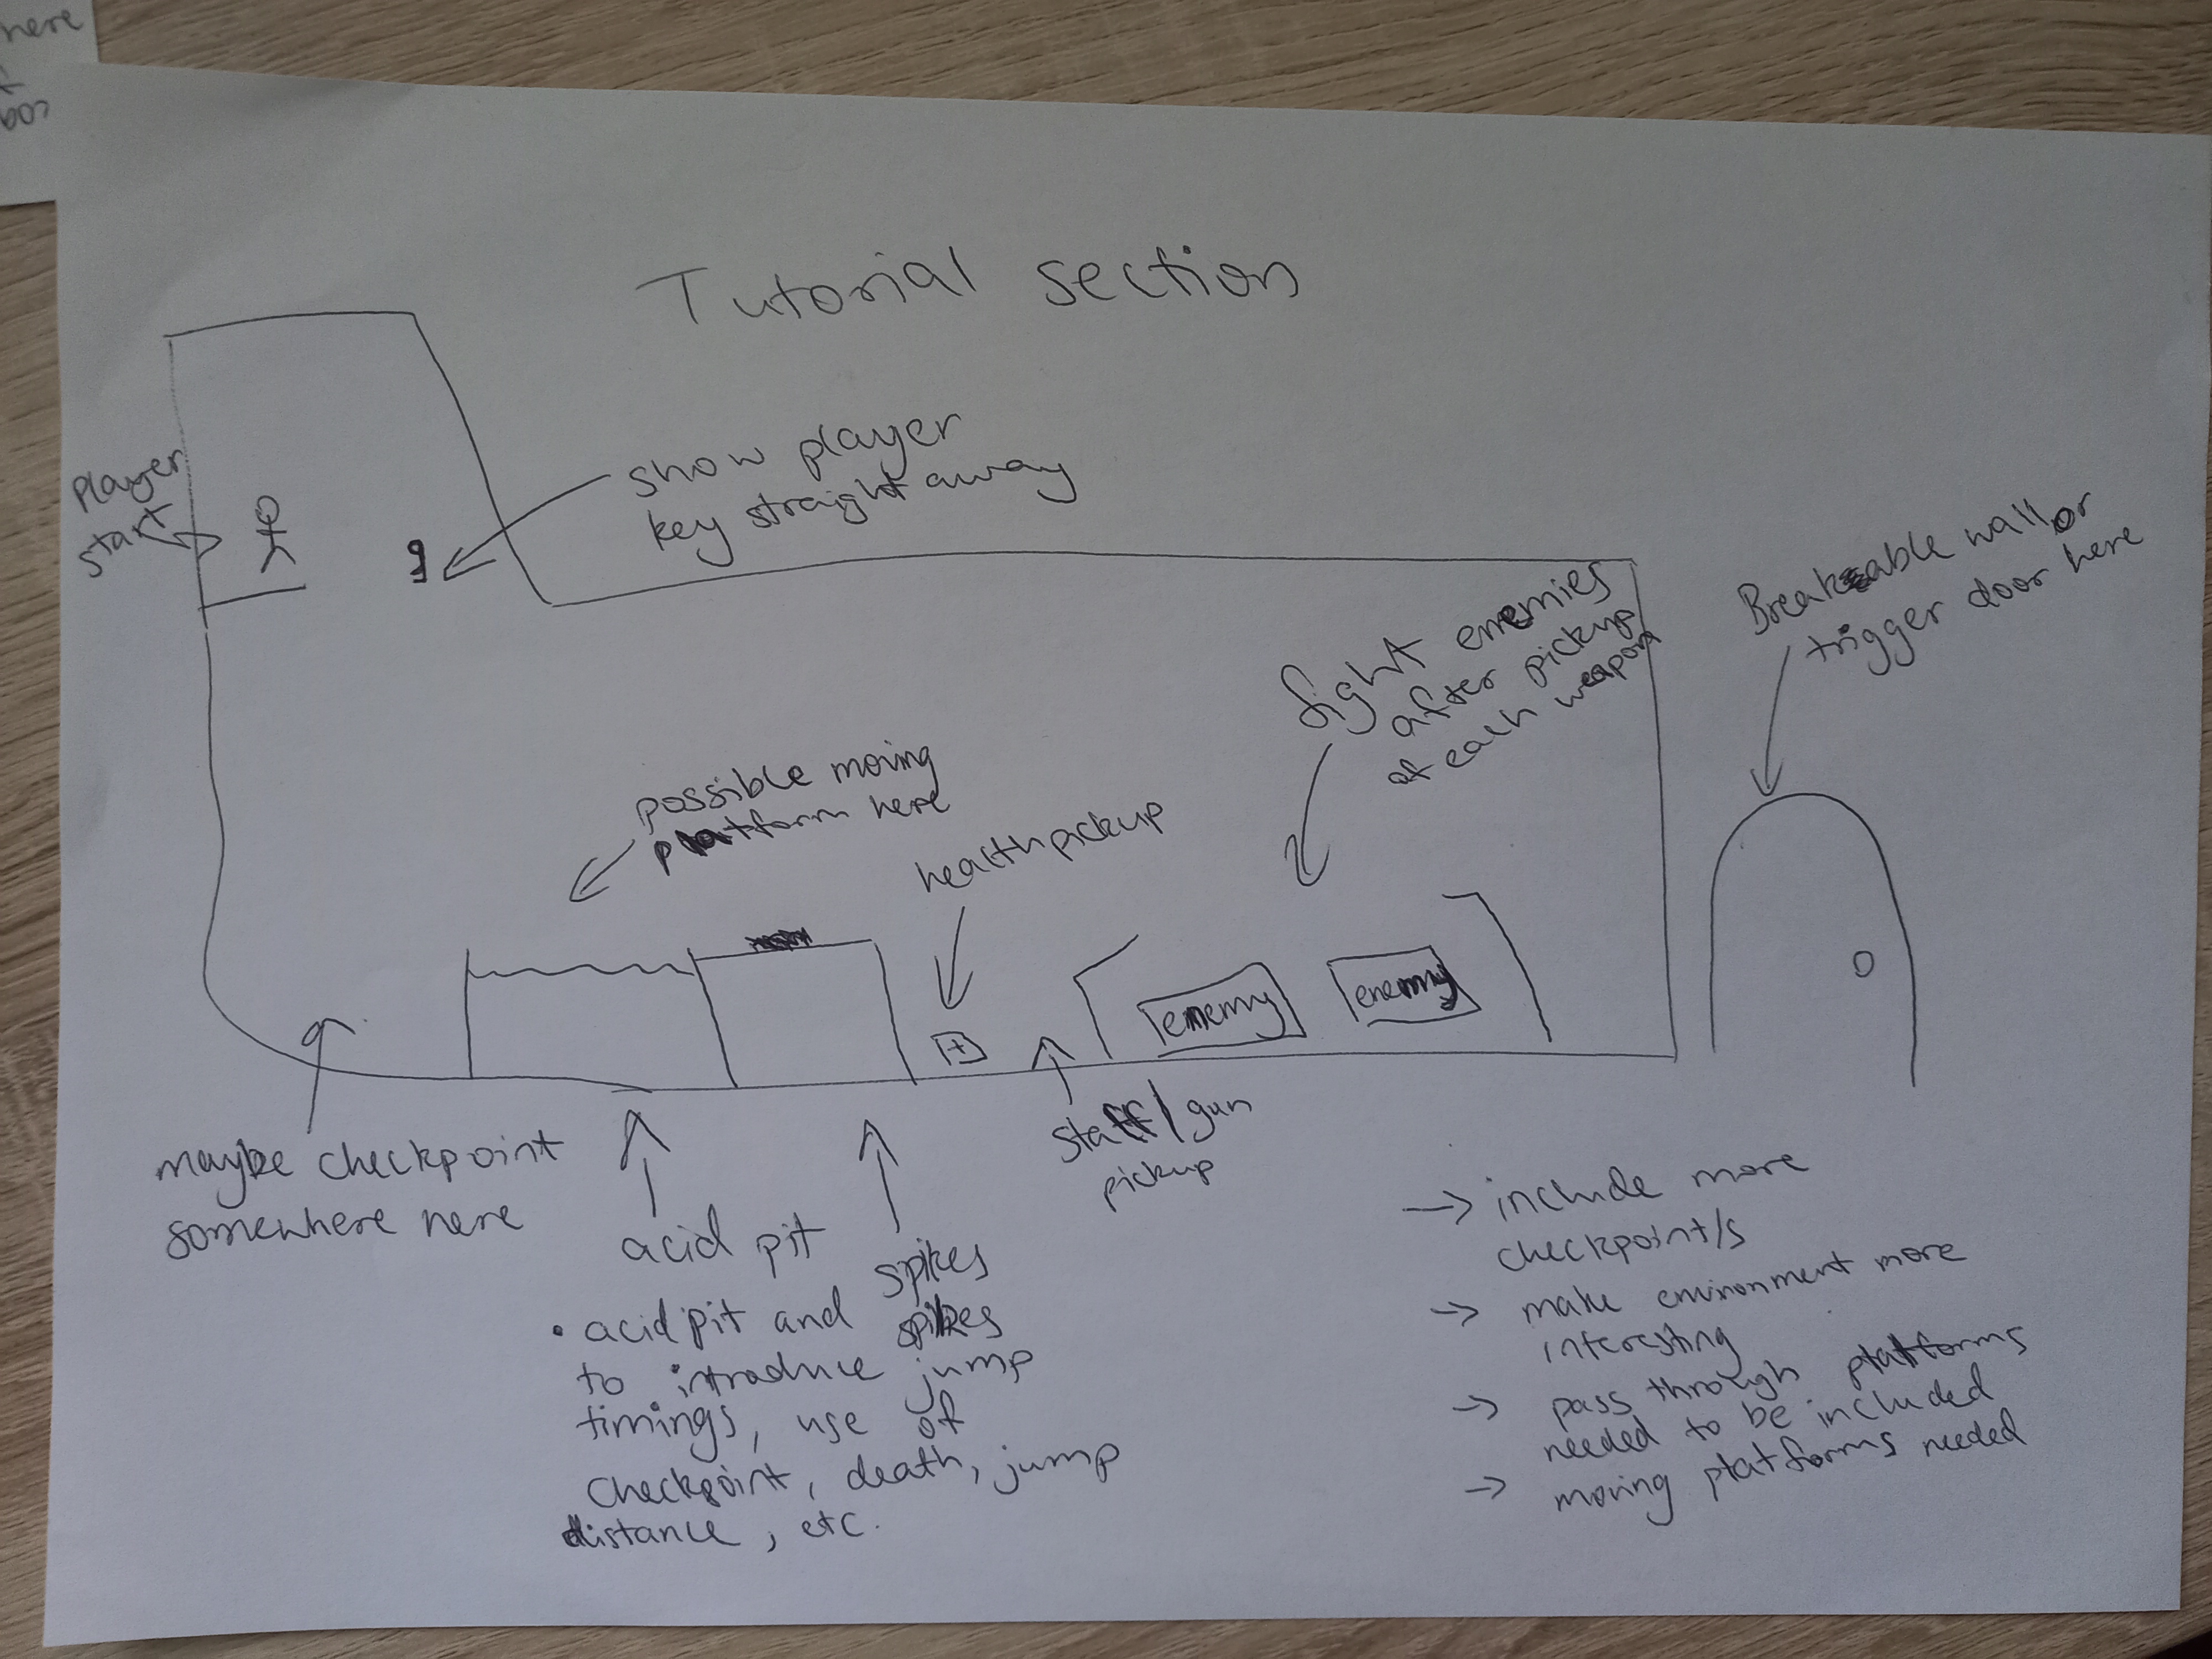 here
Tutorial section
player
start
show player
key straight away
Breakable wall or
trigger door here
fight enemies
after pickup
of each weapon
possible moving
platform here
health pickup
enemy
enemy
+
staff/gun
pickup
maybe checkpoint
somewhere here
acid pit
spikes
• acid pit and spikes
to introduce jump
timings, use of
checkpoint, death, jump
distance, etc.
→ include more
checkpoint/s
→ make environment more
interesting
→ pass through platforms
needed to be included
→ moving platforms needed